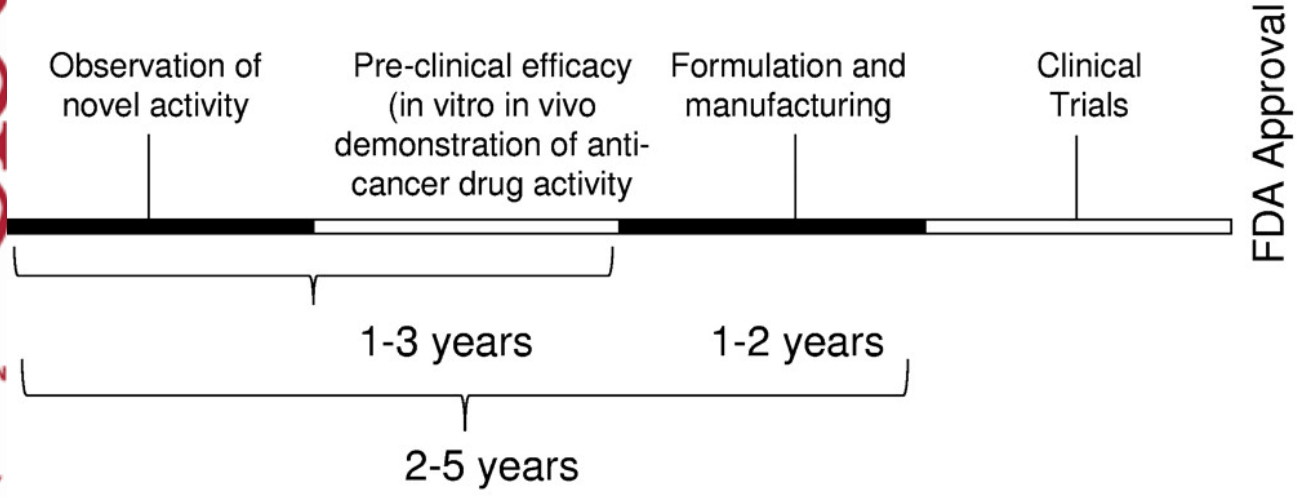 Observation of
novel activity
Pre-clinical efficacy
(in vitro in vivo
demonstration of anti-
cancer drug activity
Formulation and
manufacturing
Clinical
Trials
FDA Approval
1-3 years
1-2 years
2-5 years